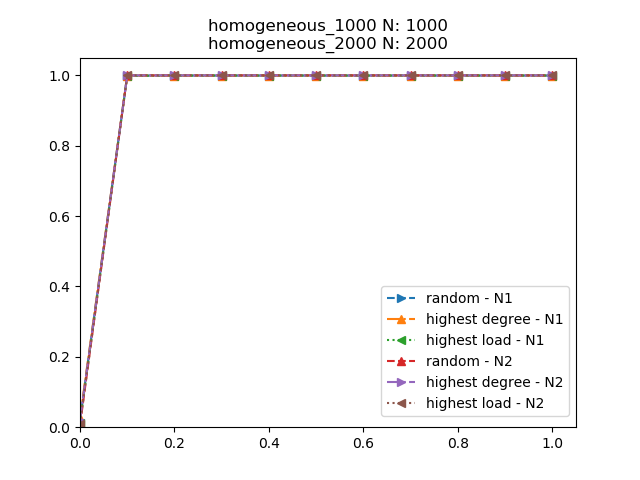 homogeneous_1000 N: 1000
homogeneous_2000 N: 2000
1.0
0.8
0.6
0.4
0.2
0.0
random - N1
highest degree - N1
highest load - N1
random - N2
highest degree - N2
highest load - N2
0.0 0.2 0.4 0.6 0.8 1.0